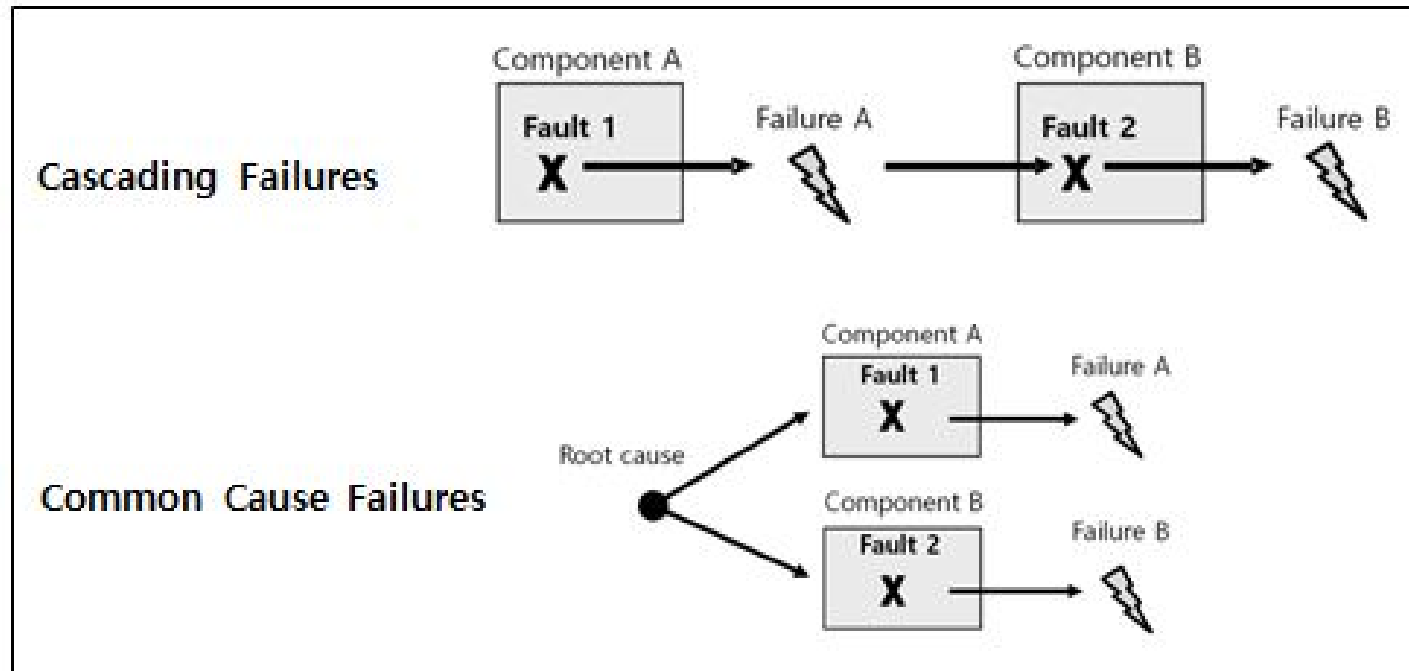 Component A
Component B
Fault 1
Failure A
Fault 2
Failure B
X
X
Cascading Failures
Component A
Fault 1
Failure A
X
Root cause
Common Cause Failures
Component B
Fault 2
Failure B
X